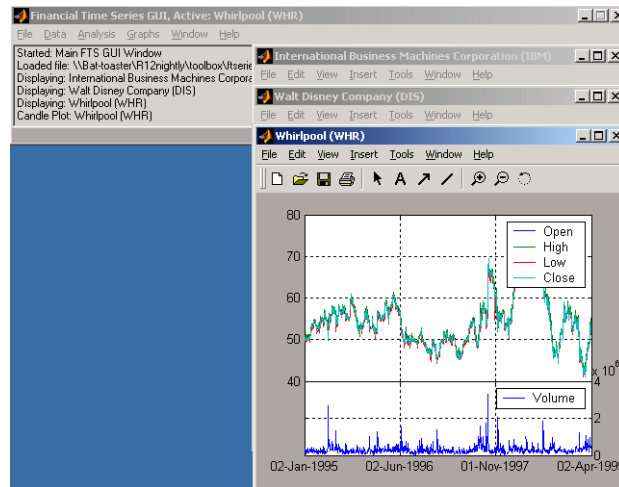 Financial Time Series GUI, Active: Whirlpool (WHR)
File Data Analysis Graphs Window Help
Started: Main FTS GUI Window
Loaded file: \\Bat-toaster\R12nightly\toolbox\ftserie
Displaying: International Business Machines Corpora
Displaying: Walt Disney Company (DIS)
Displaying: Whirlpool (WHR)
Candle Plot: Whirlpool (WHR)
International Business Machines Corporation (IBM)
File Edit View Insert Tools Window Help
Walt Disney Company (DIS)
File Edit View Insert Tools Window Help
Whirlpool (WHR)
File Edit View Insert Tools Window Help
A
80
70
60
50
40
Open
High
Low
Close
x 10^6
4
2
0
Volume
02-Jan-1995 02-Jun-1996 01-Nov-1997 02-Apr-1999